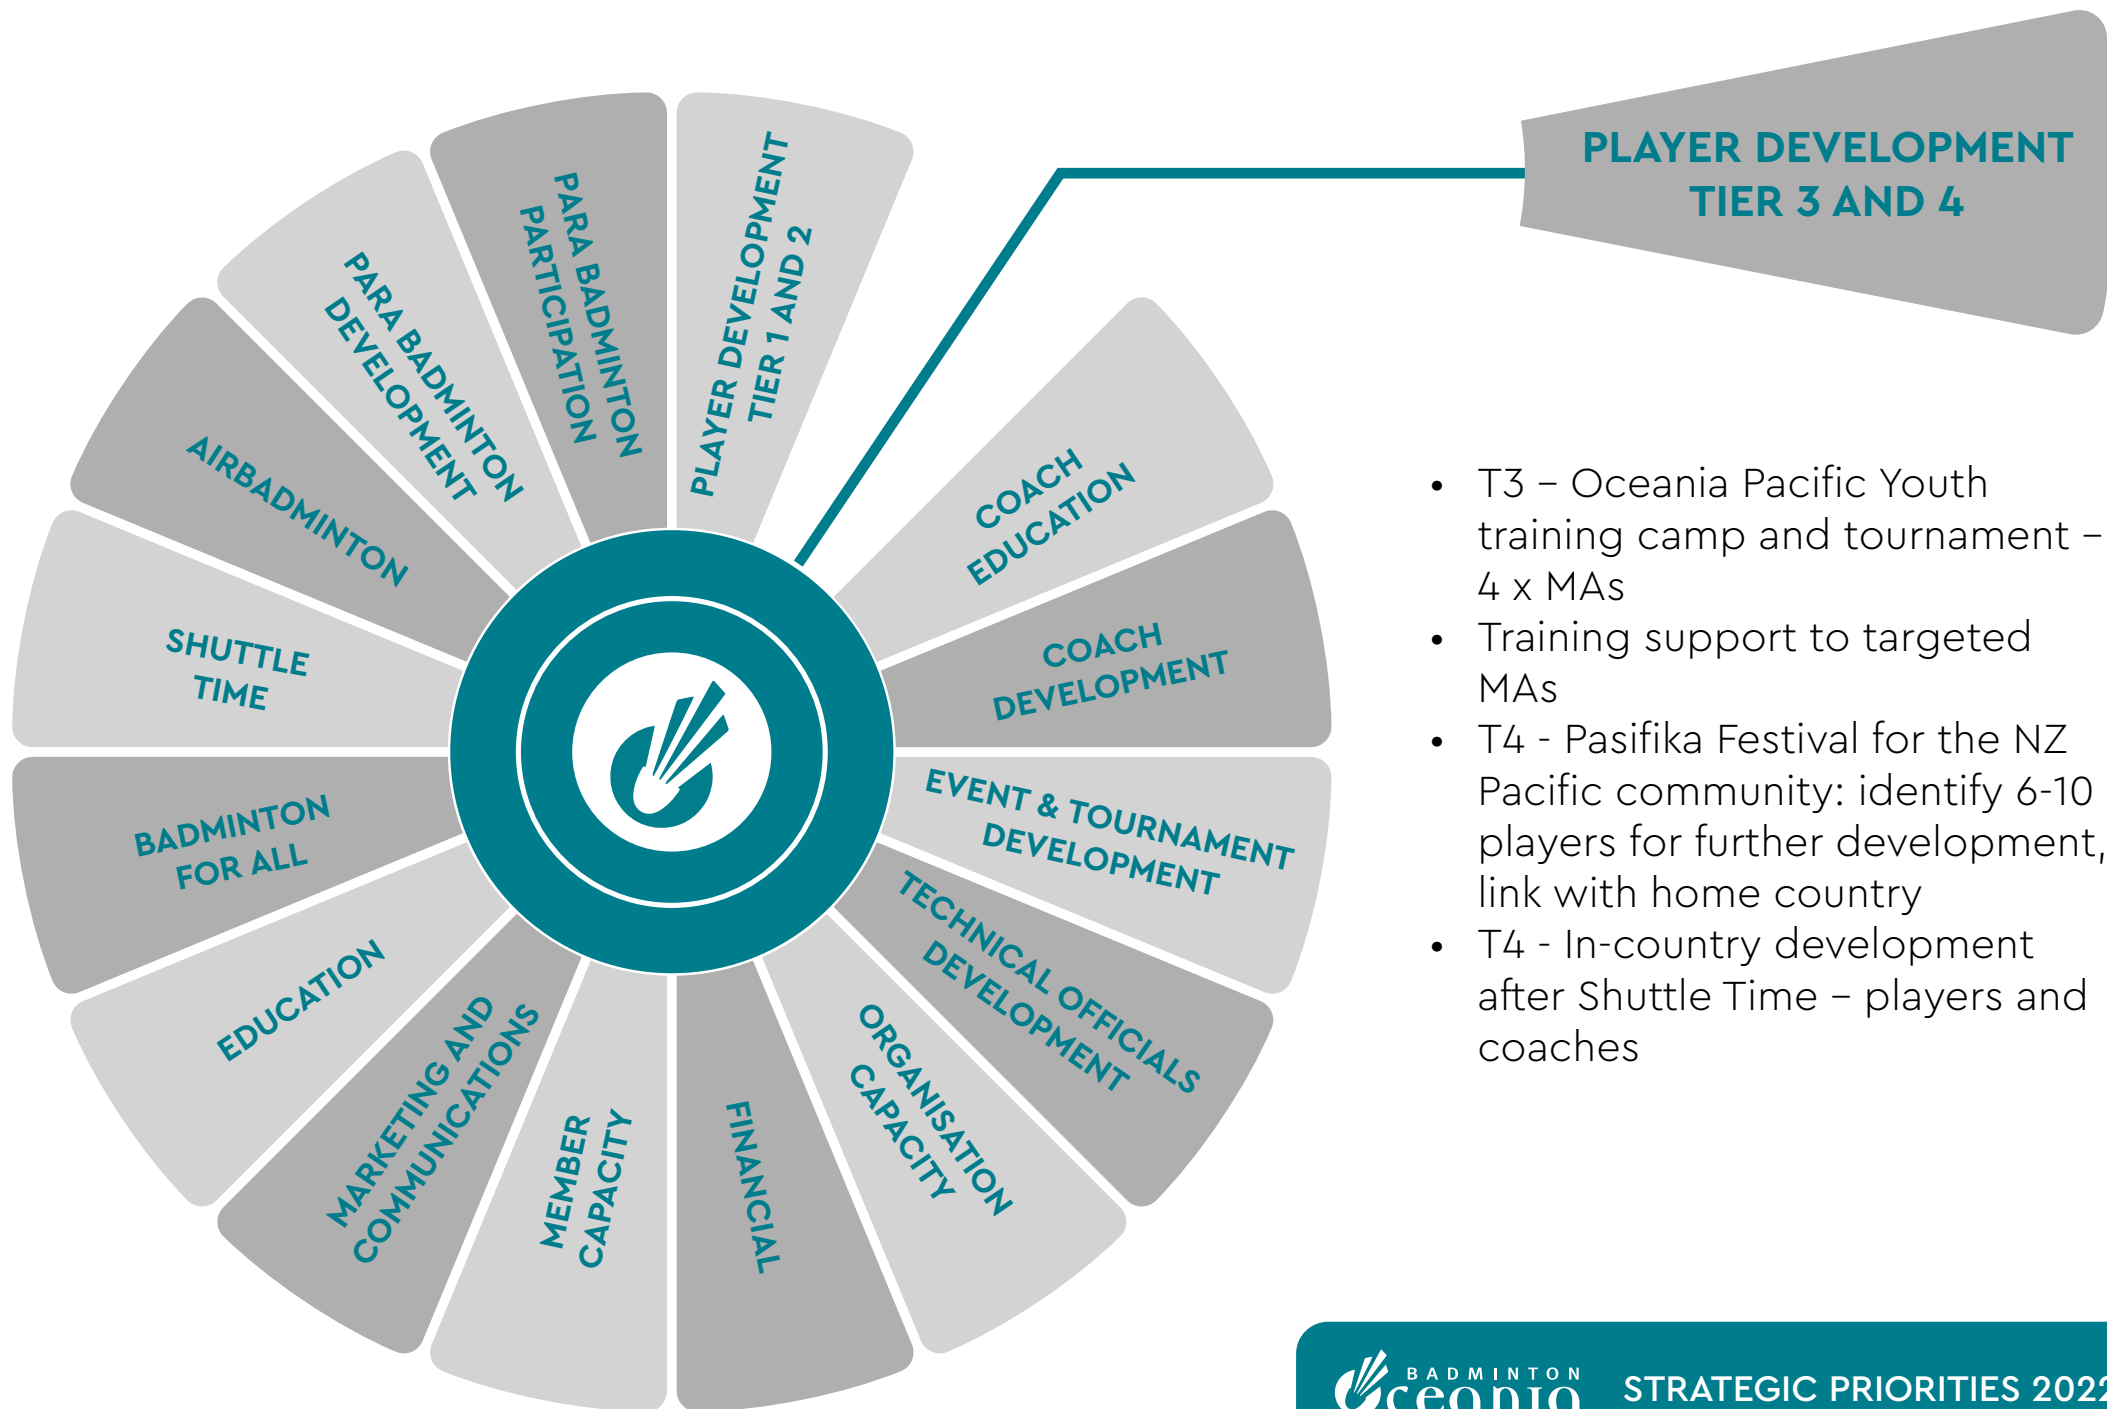 PLAYER DEVELOPMENT
TIER 3 AND 4
PLAYER DEVELOPMENT
TIER 1 AND 2
COACH
EDUCATION
COACH
DEVELOPMENT
EVENT & TOURNAMENT
DEVELOPMENT
TECHNICAL OFFICIALS
DEVELOPMENT
ORGANISATION
CAPACITY
FINANCIAL
MEMBER
CAPACITY
MARKETING AND
COMMUNICATIONS
EDUCATION
BADMINTON
FOR ALL
SHUTTLE
TIME
AIRBADMINTON
PARA BADMINTON
DEVELOPMENT
PARA BADMINTON
PARTICIPATION
• T3 – Oceania Pacific Youth
training camp and tournament –
4 x MAs
• Training support to targeted
MAs
• T4 - Pasifika Festival for the NZ
Pacific community: identify 6-10
players for further development,
link with home country
• T4 - In-country development
after Shuttle Time – players and
coaches
BADMINTON
Oceania
STRATEGIC PRIORITIES 2022